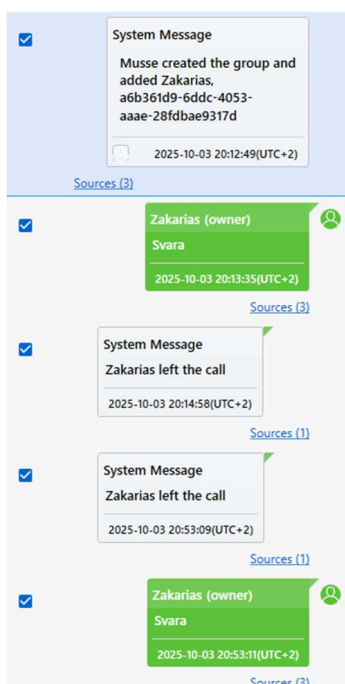 System Message
Musse created the group and
added Zakarias,
a6b361d9-6ddc-4053-
aaae-28fdbae9317d
2025-10-03 20:12:49(UTC+2)
Sources (3)
Zakarias (owner)
Svara
2025-10-03 20:13:35(UTC+2)
Sources (3)
System Message
Zakarias left the call
2025-10-03 20:14:58(UTC+2)
Sources (1)
System Message
Zakarias left the call
2025-10-03 20:53:09(UTC+2)
Sources (1)
Zakarias (owner)
Svara
2025-10-03 20:53:11(UTC+2)
Sources (3)